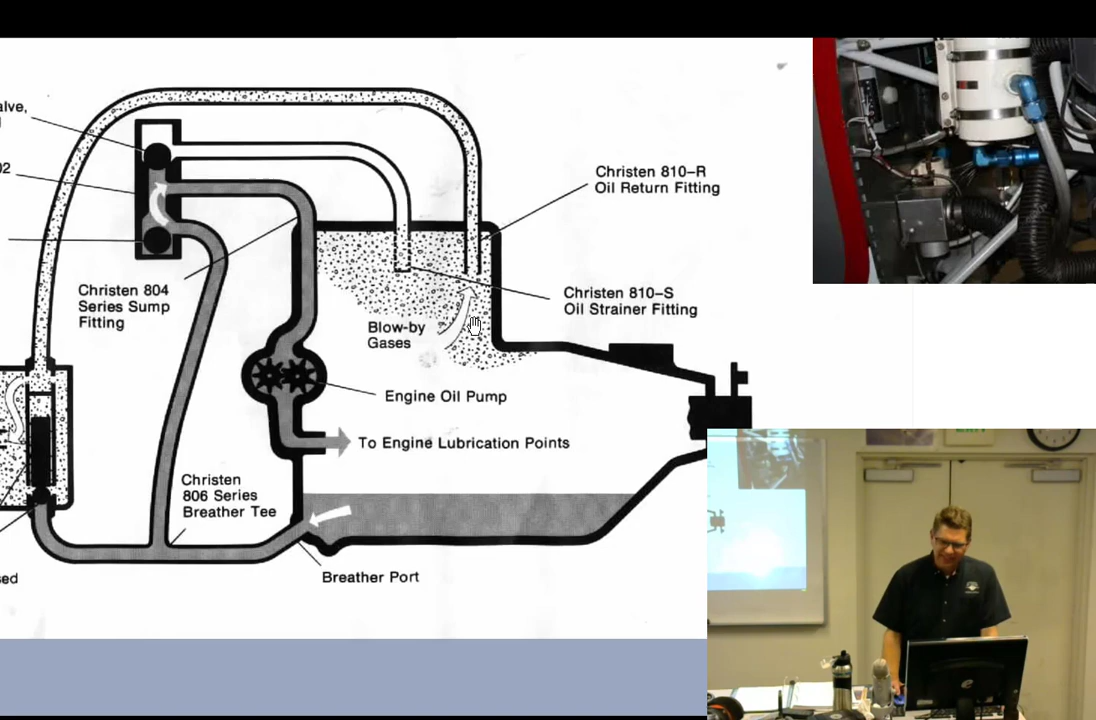 alve,
02
Christen 810–R
Oil Return Fitting
Christen 804
Series Sump
Fitting
Christen 810–S
Oil Strainer Fitting
Blow-by
Gases
Engine Oil Pump
To Engine Lubrication Points
Christen
806 Series
Breather Tee
sed
Breather Port